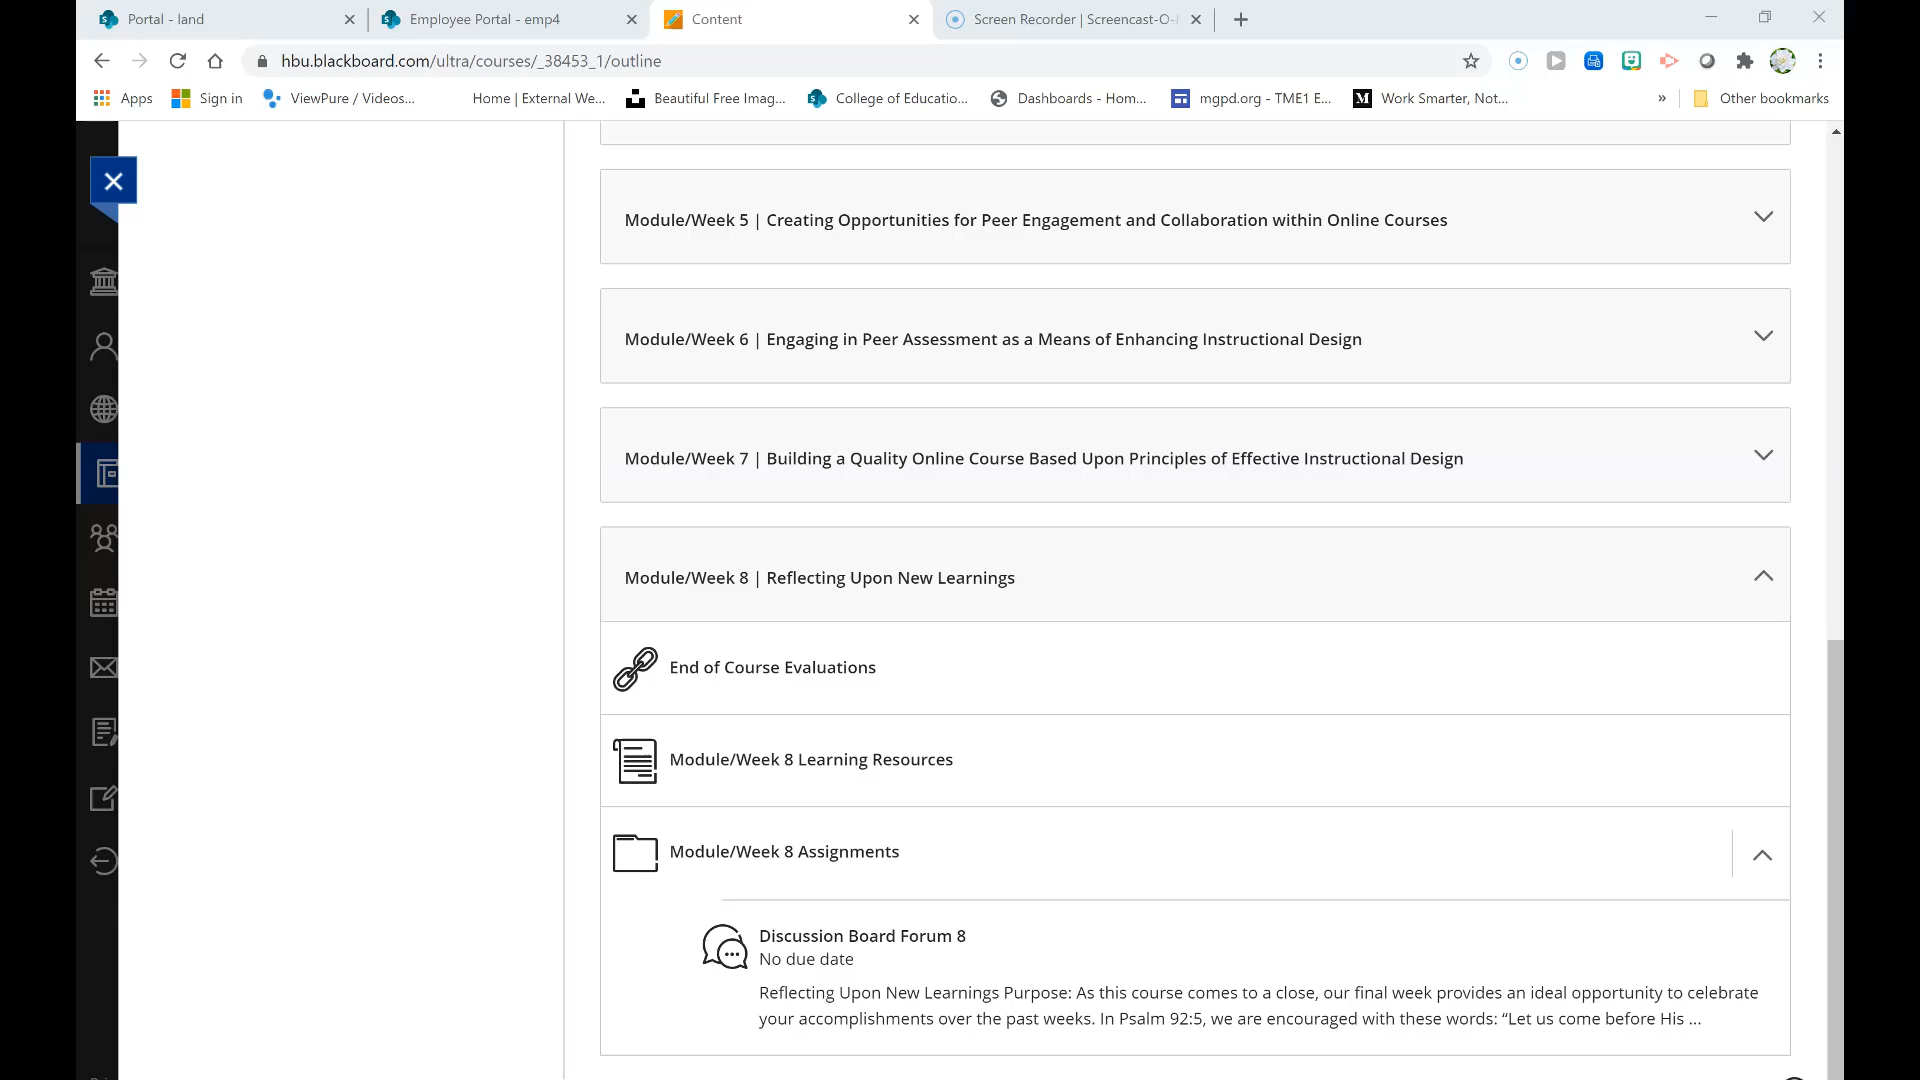 Portal - land
Employee Portal - emp4
Content
Screen Recorder | Screencast-O-
hbu.blackboard.com/ultra/courses/_38453_1/outline
Apps
Sign in
ViewPure / Videos...
Home | External We...
Beautiful Free Imag...
College of Educatio...
Dashboards - Hom...
mgpd.org - TME1 E...
M
Work Smarter, Not...
»
Other bookmarks
Module/Week 5 | Creating Opportunities for Peer Engagement and Collaboration within Online Courses
Module/Week 6 | Engaging in Peer Assessment as a Means of Enhancing Instructional Design
Module/Week 7 | Building a Quality Online Course Based Upon Principles of Effective Instructional Design
Module/Week 8 | Reflecting Upon New Learnings
End of Course Evaluations
Module/Week 8 Learning Resources
Module/Week 8 Assignments
Discussion Board Forum 8
No due date
Reflecting Upon New Learnings Purpose: As this course comes to a close, our final week provides an ideal opportunity to celebrate
your accomplishments over the past weeks. In Psalm 92:5, we are encouraged with these words: “Let us come before His ...